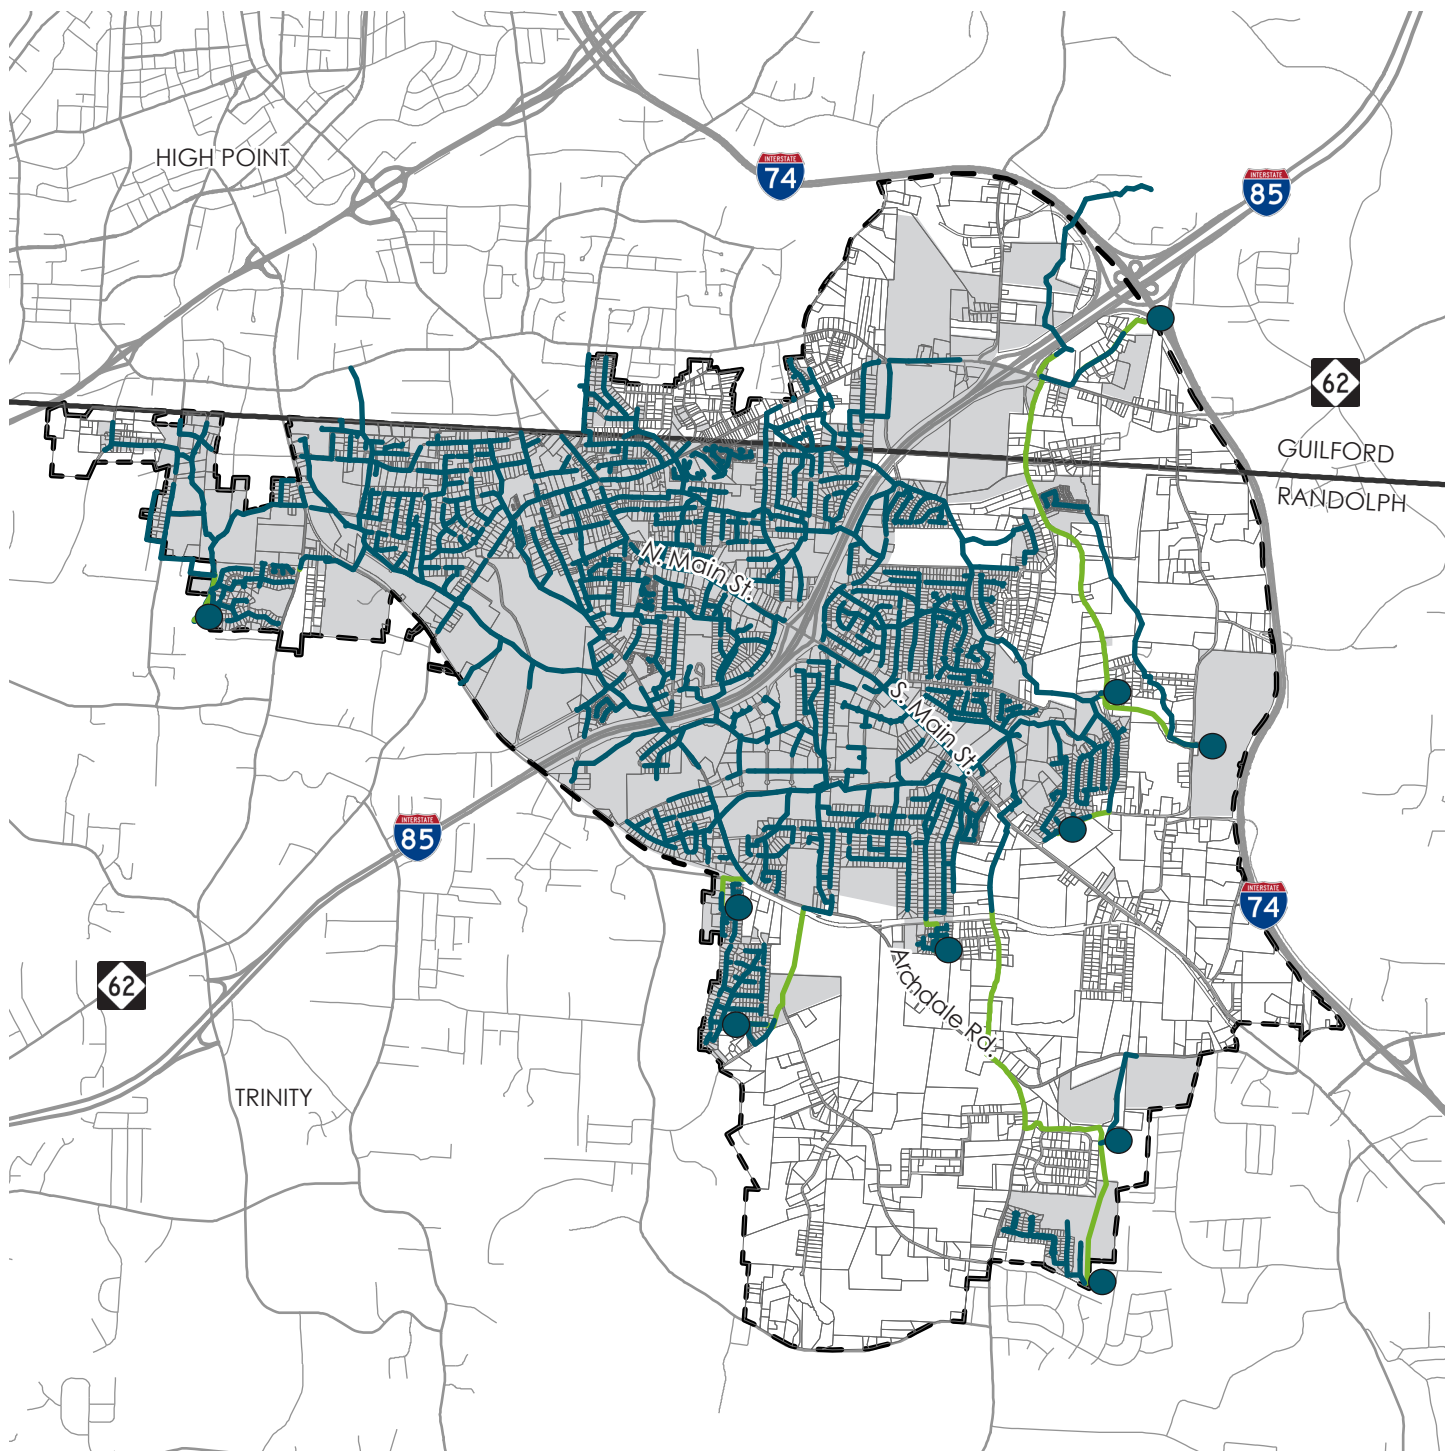 HIGH POINT
INTERSTATE
74
INTERSTATE
85
62
GUILFORD
RANDOLPH
N. Main St.
S. Main St.
INTERSTATE
85
INTERSTATE
74
62
Archdale Rd.
TRINITY